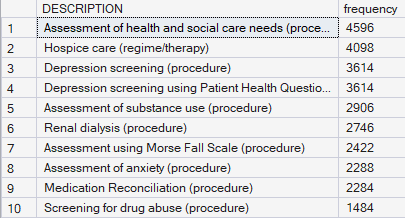 DESCRIPTION frequency
1 Assessment of health and social care needs (proce... 4596
2 Hospice care (regime/therapy) 4098
3 Depression screening (procedure) 3614
4 Depression screening using Patient Health Questio... 3614
5 Assessment of substance use (procedure) 2906
6 Renal dialysis (procedure) 2746
7 Assessment using Morse Fall Scale (procedure) 2422
8 Assessment of anxiety (procedure) 2288
9 Medication Reconciliation (procedure) 2284
10 Screening for drug abuse (procedure) 1484